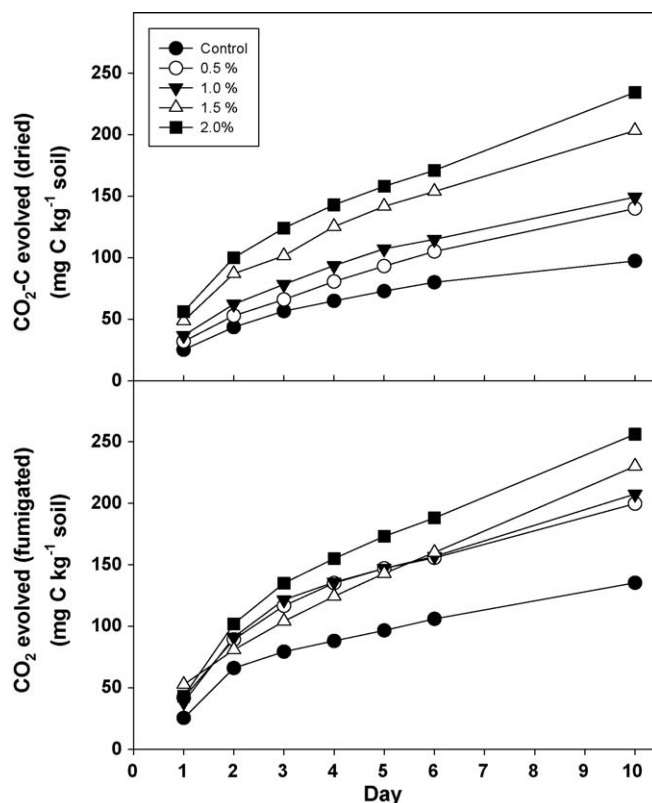 Control
0.5 %
1.0 %
1.5 %
2.0%
CO₂-C evolved (dried)
(mg C kg⁻¹ soil)
250
200
150
100
50
0
CO₂ evolved (fumigated)
(mg C kg⁻¹ soil)
250
200
150
100
50
0
0 1 2 3 4 5 6 7 8 9 10
Day